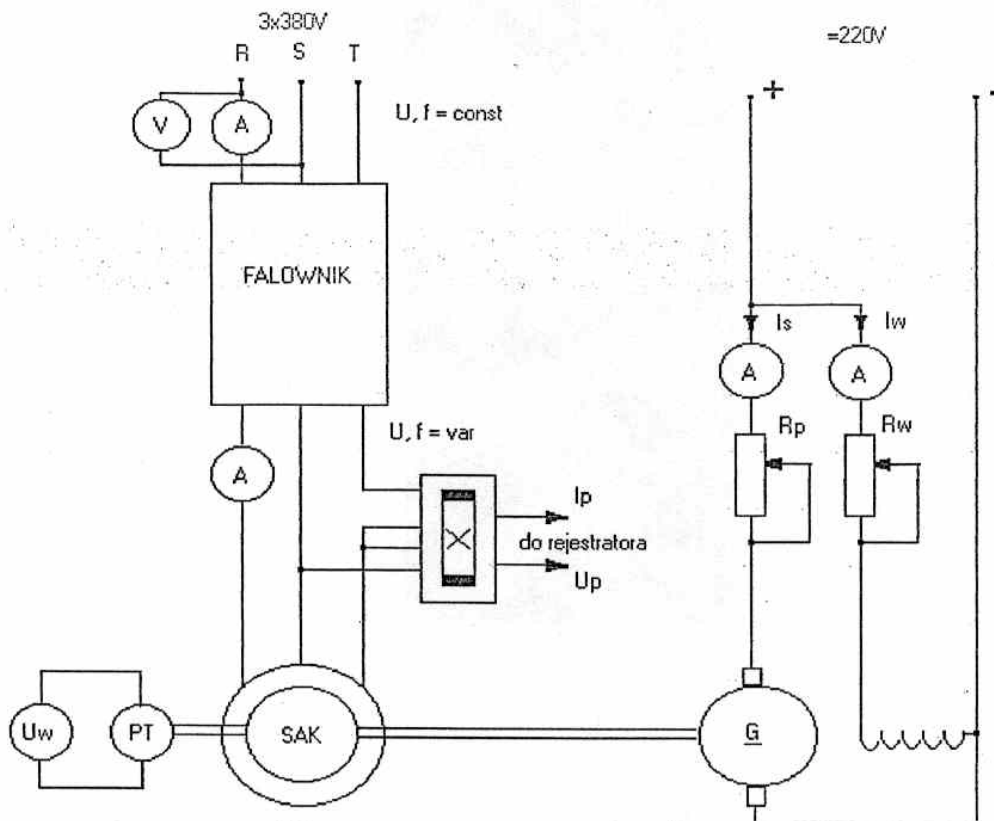 3x380V
=220V
R S T
+ -
U, f = const
V A
FALOWNIK
Is Iw
A A
Rp Rw
U, f = var
A
Ip
do rejestratora
Up
Uw PT SAK G